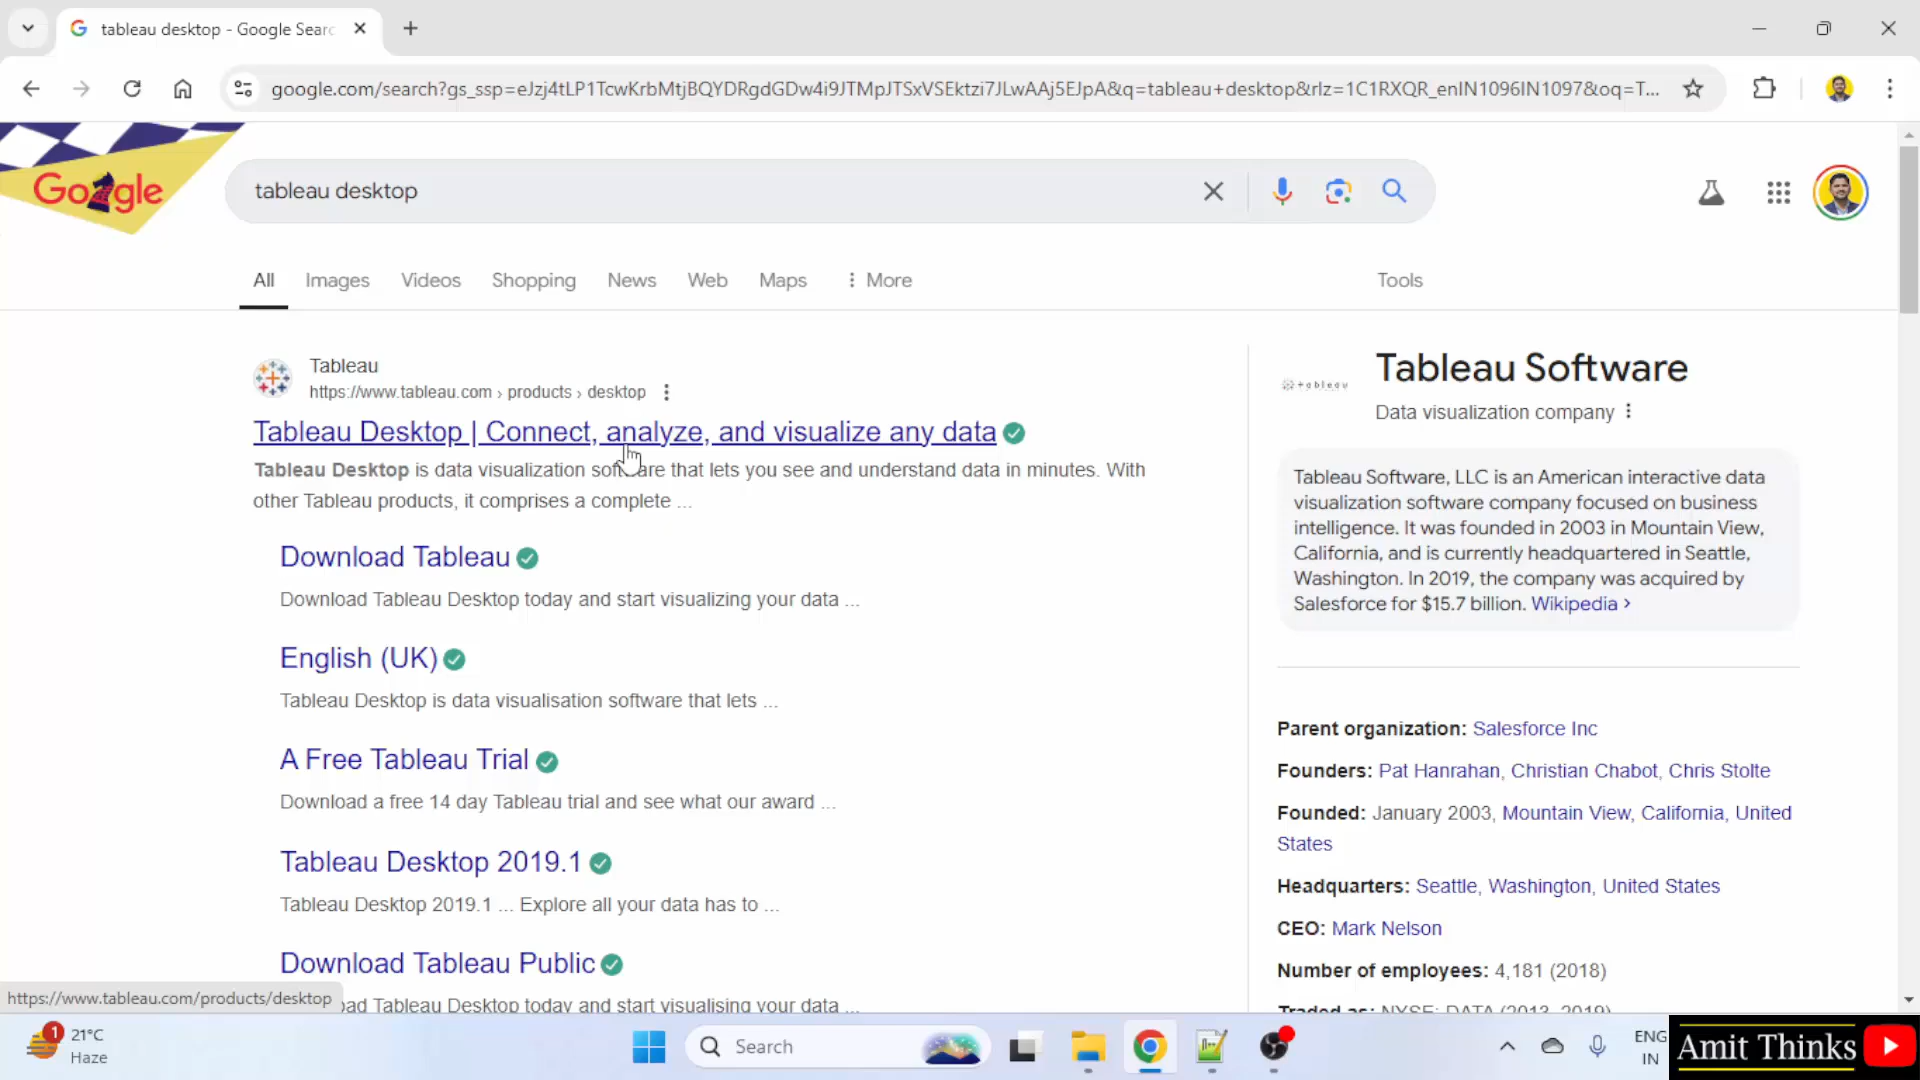 tableau desktop - Google Searc
google.com/search?gs_ssp=eJzj4tLP1TcwKrbMtjBQYDRgdGDw4i9JTMpJTSxVSEktzi7JLwAAj5EJpA&q=tableau+desktop&rlz=1C1RXQR_enIN1096IN1097&oq=T...
Google
tableau desktop
All Images Videos Shopping News Web Maps More Tools
Tableau
https://www.tableau.com › products › desktop
Tableau Desktop | Connect, analyze, and visualize any data
Tableau Desktop is data visualization software that lets you see and understand data in minutes. With
other Tableau products, it comprises a complete ...
Download Tableau
Download Tableau Desktop today and start visualizing your data ...
English (UK)
Tableau Desktop is data visualisation software that lets ...
A Free Tableau Trial
Download a free 14 day Tableau trial and see what our award ...
Tableau Desktop 2019.1
Tableau Desktop 2019.1 ... Explore all your data has to ...
Download Tableau Public
oad Tableau Desktop today and start visualising your data ...
https://www.tableau.com/products/desktop
+ableau
Tableau Software
Data visualization company
Tableau Software, LLC is an American interactive data
visualization software company focused on business
intelligence. It was founded in 2003 in Mountain View,
California, and is currently headquartered in Seattle,
Washington. In 2019, the company was acquired by
Salesforce for $15.7 billion. Wikipedia ›
Parent organization: Salesforce Inc
Founders: Pat Hanrahan, Christian Chabot, Chris Stolte
Founded: January 2003, Mountain View, California, United
States
Headquarters: Seattle, Washington, United States
CEO: Mark Nelson
Number of employees: 4,181 (2018)
Traded as: NYSE: DATA (2013–2019)
1
21°C
Haze
Search
ENG
IN
Amit Thinks